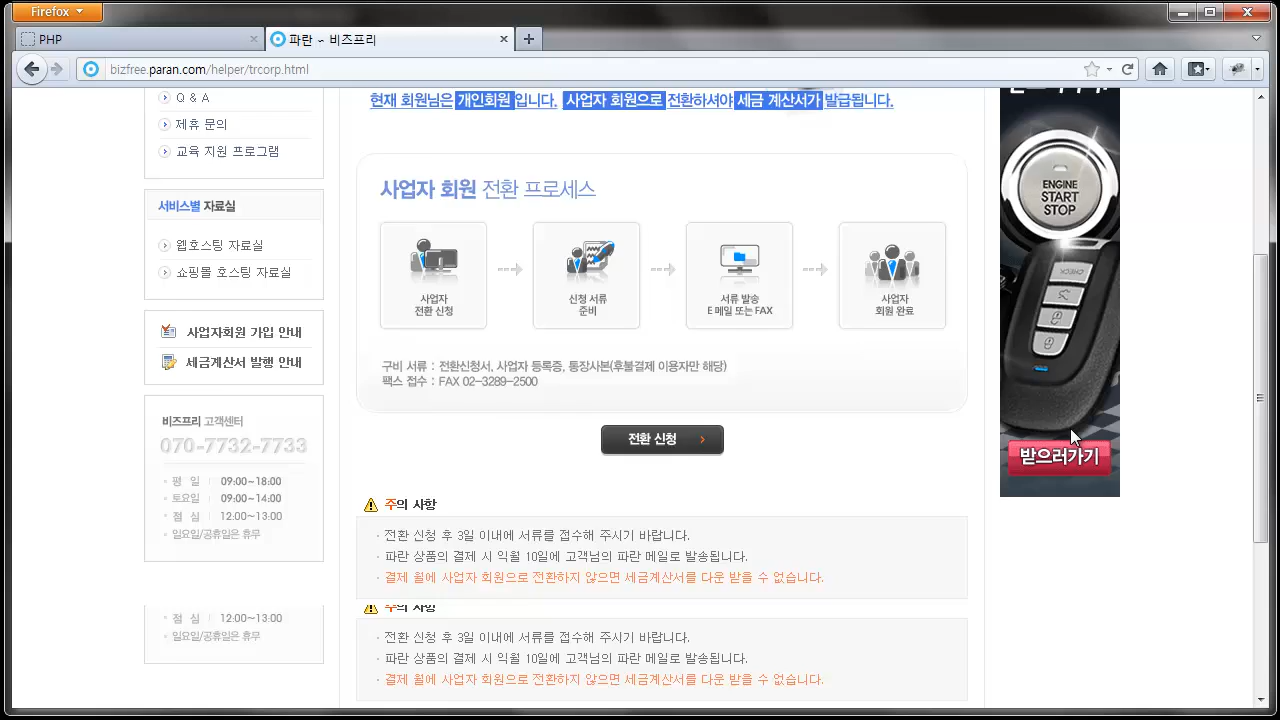 Firefox
PHP
파란 - 비즈프리
bizfree.paran.com/helper/trcorp.html
Q & A
제휴 문의
교육 지원 프로그램
서비스별 자료실
웹호스팅 자료실
쇼핑몰 호스팅 자료실
사업자회원 가입 안내
세금계산서 발행 안내
비즈프리 고객센터
070-7732-7733
평 일 09:00~18:00
토요일 09:00~14:00
점 심 12:00~13:00
일요일/공휴일은 휴무
점 심 12:00~13:00
일요일/공휴일은 휴무
현재 회원님은 개인회원 입니다. 사업자 회원으로 전환하셔야 세금 계산서가 발급됩니다.
사업자 회원 전환 프로세스
사업자
전환 신청
신청 서류
준비
서류 발송
E 메일 또는 FAX
사업자
회원 완료
구비 서류 : 전환신청서, 사업자 등록증, 통장사본(후불결제 이용자만 해당)
팩스 접수 : FAX 02-3289-2500
전환 신청
주의 사항
· 전환 신청 후 3일 이내에 서류를 접수해 주시기 바랍니다.
· 파란 상품의 결제 시 익월 10일에 고객님의 파란 메일로 발송됩니다.
· 결제 월에 사업자 회원으로 전환하지 않으면 세금계산서를 다운 받을 수 없습니다.
주의 사항
· 전환 신청 후 3일 이내에 서류를 접수해 주시기 바랍니다.
· 파란 상품의 결제 시 익월 10일에 고객님의 파란 메일로 발송됩니다.
· 결제 월에 사업자 회원으로 전환하지 않으면 세금계산서를 다운 받을 수 없습니다.
ENGINE
START
STOP
받으러가기